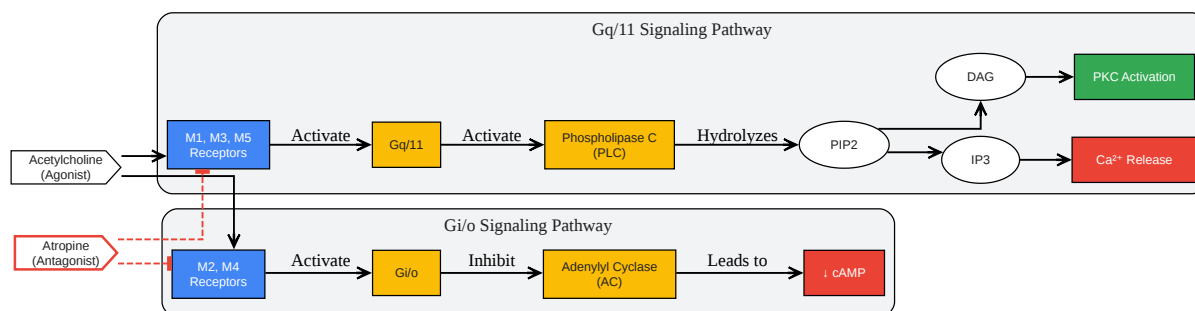 Gq/11 Signaling Pathway
DAG
PKC Activation
M1, M3, M5
Receptors
Activate
Gq/11
Activate
Phospholipase C
(PLC)
Hydrolyzes
PIP2
IP3
Ca²⁺ Release
Acetylcholine
(Agonist)
Gi/o Signaling Pathway
Atropine
(Antagonist)
M2, M4
Receptors
Activate
Gi/o
Inhibit
Adenylyl Cyclase
(AC)
Leads to
↓ cAMP